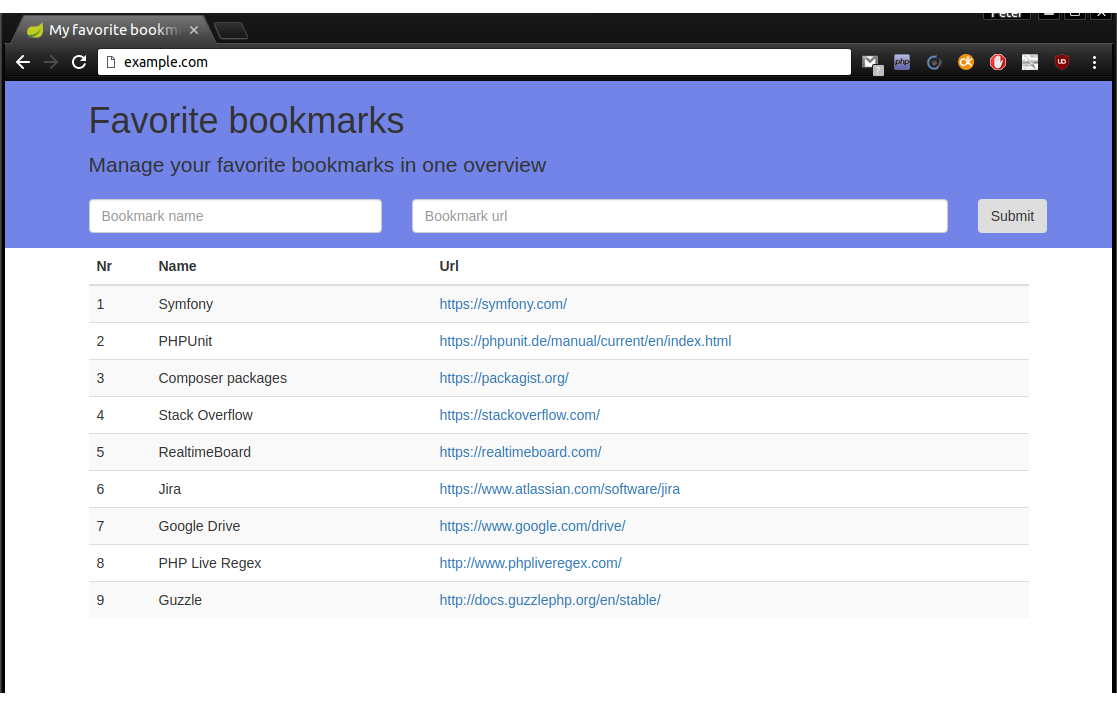 Peter
My favorite bookm
example.com
Favorite bookmarks
Manage your favorite bookmarks in one overview
Bookmark name Bookmark url Submit
Nr Name Url
1 Symfony https://symfony.com/
2 PHPUnit https://phpunit.de/manual/current/en/index.html
3 Composer packages https://packagist.org/
4 Stack Overflow https://stackoverflow.com/
5 RealtimeBoard https://realtimeboard.com/
6 Jira https://www.atlassian.com/software/jira
7 Google Drive https://www.google.com/drive/
8 PHP Live Regex http://www.phpliveregex.com/
9 Guzzle http://docs.guzzlephp.org/en/stable/